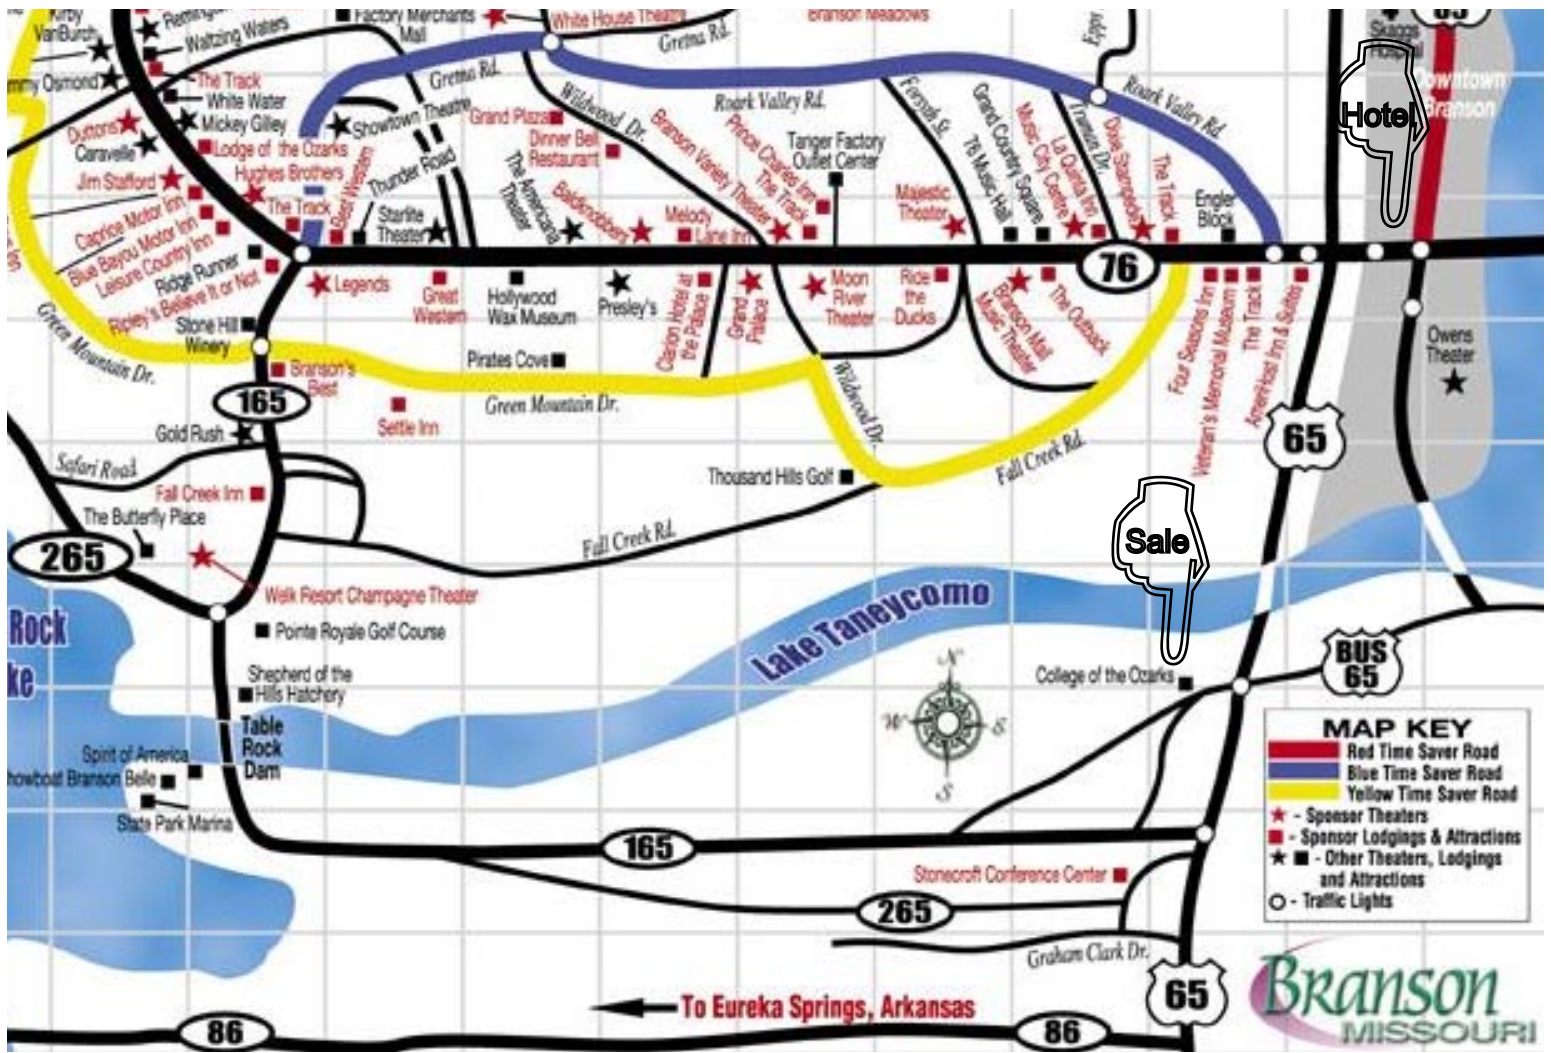 Kirby
VanBurch
Waltzing Waters
Factory Merchants
Mall
White House Theatre
Branson Meadows
Gretna Rd.
Skaggs
Hospital
mmy Osmond
The Track
White Water
Mickey Gilley
Duttons
Caravelle
Lodge of the Ozarks
Jim Stafford
Hughes Brothers
The Track
Caprice Motor Inn
Blue Bayou Motor Inn
Leisure Country Inn
Ridge Runner
Ripley's Believe It or Not
Best Western
Gretna Rd.
Showtown Theatre
Thunder Road
Starlite
Theater
Grand Plaza
Dinner Bell
Restaurant
Wildwood Dr.
The Americana
Theater
Baldknobbers
Melody
Lane Inn
Branson Variety Theater
Prince Charles Inn
The Track
Roark Valley Rd.
Tanger Factory
Outlet Center
Forsyth St.
Majestic
Theater
76 Music Hall
Grand Country Square
Music City Centre
La Quinta Inn
Truman Dr.
Dixie Stampede
The Track
Roark Valley Rd.
Engler
Block
Hotel
Downtown
Branson
76
Legends
Great
Western
Hollywood
Wax Museum
Presley's
Clarion Hotel at
the Palace
Grand
Palace
Moon
River
Theater
Ride
the
Ducks
Branson Mall
Music Theater
The Outback
Four Seasons Inn
Veteran's Memorial Museum
The Track
AmeriHost Inn & Suites
Owens
Theater
Stone Hill
Winery
Green Mountain Dr.
Branson's
Best
Pirates Cove
Green Mountain Dr.
165
Settle Inn
Wildwood Dr.
Gold Rush
65
Safari Road
Fall Creek Inn
Thousand Hills Golf
Fall Creek Rd.
The Butterfly Place
265
Fall Creek Rd.
Sale
Welk Resort Champagne Theater
Rock
ke
Pointe Royale Golf Course
Lake Taneycomo
Shepherd of the
Hills Hatchery
College of the Ozarks
BUS
65
N
W S
S
Table
Rock
Dam
Spirit of America
howboat Branson Belle
State Park Marina
MAP KEY
Red Time Saver Road
Blue Time Saver Road
Yellow Time Saver Road
- Sponsor Theaters
- Sponsor Lodgings & Attractions
- Other Theaters, Lodgings
and Attractions
- Traffic Lights
165
Stonecroft Conference Center
265
Graham Clark Dr.
65
To Eureka Springs, Arkansas
86
86
Branson
MISSOURI